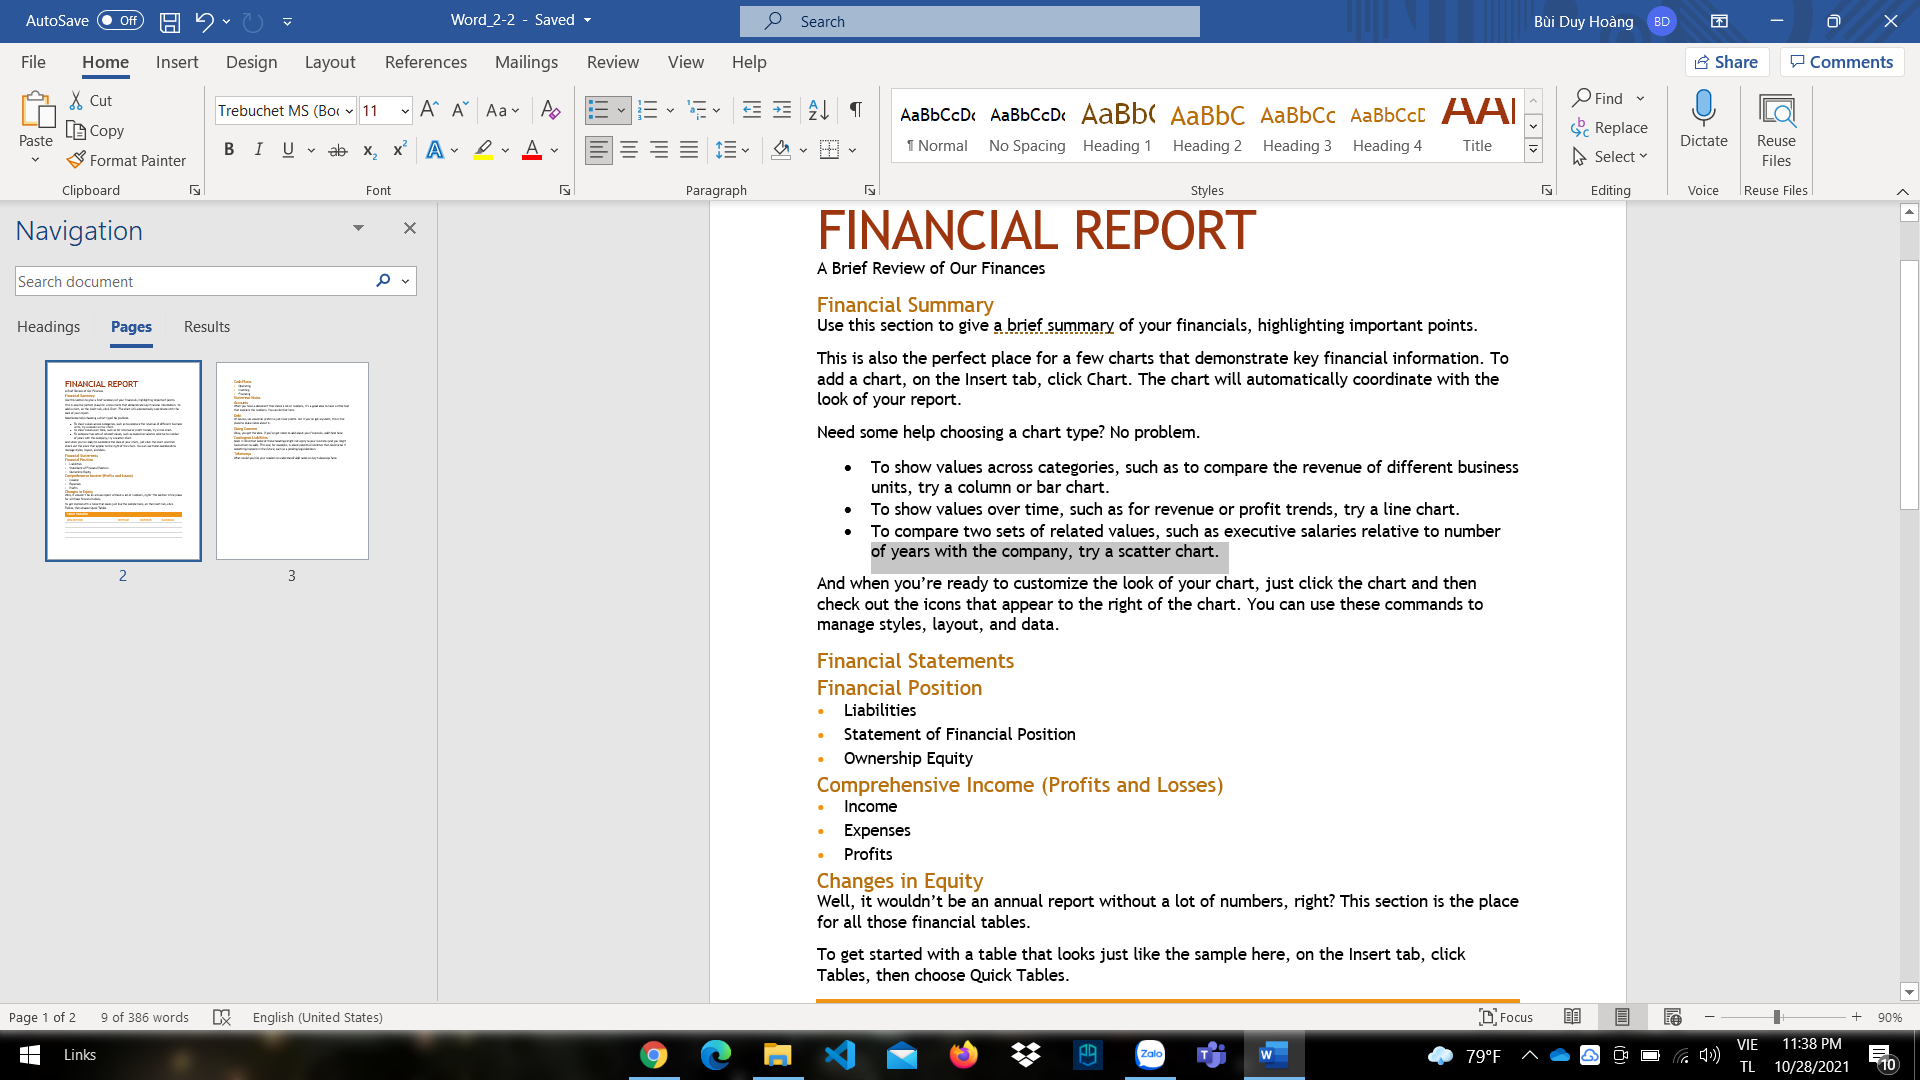 AutoSave Off Word_2-2 - Saved Search Bùi Duy Hoàng BD
File Home Insert Design Layout References Mailings Review View Help Share Comments
Paste Cut Copy Format Painter
Clipboard
Trebuchet MS (Boc 11 Aa
B I U ab x₂ x² A A
Font
Paragraph
AaBbCcDc ¶ Normal
AaBbCcDc No Spacing
AaBb( Heading 1
AaBbC Heading 2
AaBbCc Heading 3
AaBbCcD Heading 4
AAI Title
Styles
Find
Replace
Select
Editing
Dictate
Voice
Reuse Files
Reuse Files
Navigation
Search document
Headings Pages Results
2 3
FINANCIAL REPORT
A Brief Review of Our Finances
Financial Summary
Use this section to give a brief summary of your financials, highlighting important points.
This is also the perfect place for a few charts that demonstrate key financial information. To
add a chart, on the Insert tab, click Chart. The chart will automatically coordinate with the
look of your report.
Need some help choosing a chart type? No problem.
• To show values across categories, such as to compare the revenue of different business
units, try a column or bar chart.
• To show values over time, such as for revenue or profit trends, try a line chart.
• To compare two sets of related values, such as executive salaries relative to number
of years with the company, try a scatter chart.
And when you’re ready to customize the look of your chart, just click the chart and then
check out the icons that appear to the right of the chart. You can use these commands to
manage styles, layout, and data.
Financial Statements
Financial Position
• Liabilities
• Statement of Financial Position
• Ownership Equity
Comprehensive Income (Profits and Losses)
• Income
• Expenses
• Profits
Changes in Equity
Well, it wouldn’t be an annual report without a lot of numbers, right? This section is the place
for all those financial tables.
To get started with a table that looks just like the sample here, on the Insert tab, click
Tables, then choose Quick Tables.
Page 1 of 2 9 of 386 words English (United States) Focus 90%
Links Zalo 79°F VIE TL 11:38 PM 10/28/2021 10